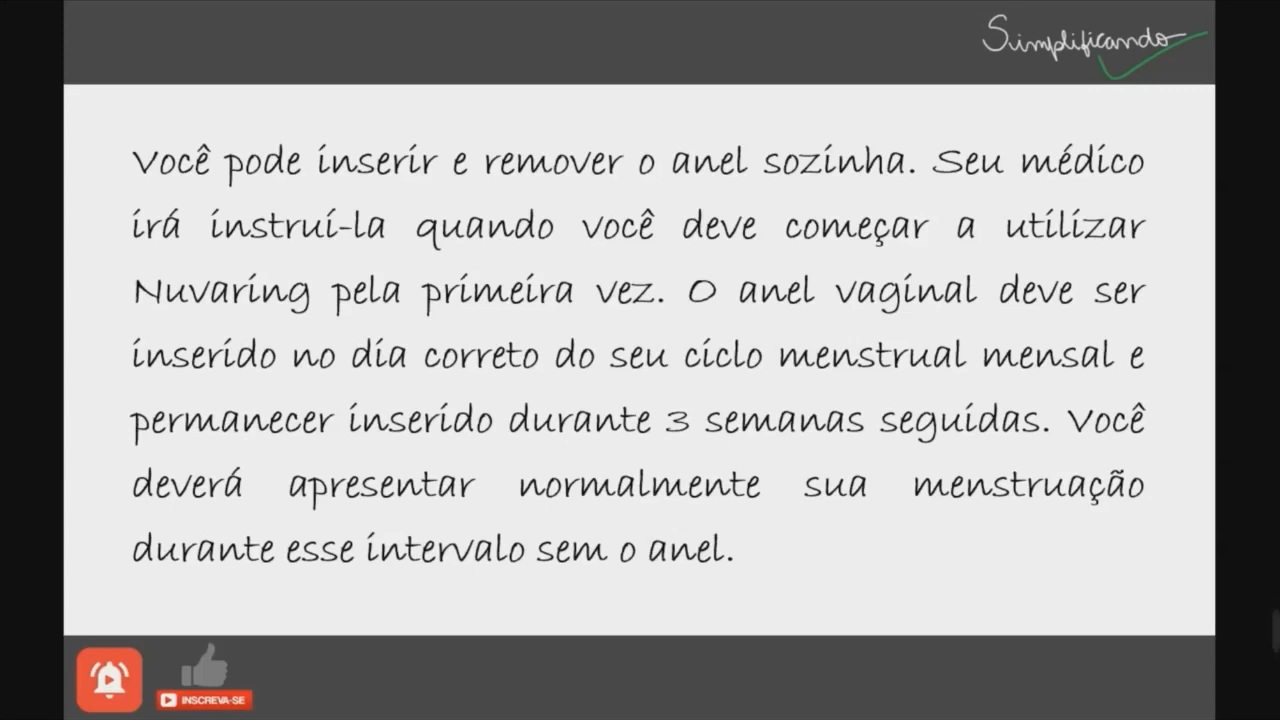 Simplificando
Você pode inserir e remover o anel sozinha. Seu médico
irá instruí-la quando você deve começar a utilizar
Nuvaring pela primeira vez. O anel vaginal deve ser
inserido no dia correto do seu ciclo menstrual mensal e
permanecer inserido durante 3 semanas seguidas. Você
deverá apresentar normalmente sua menstruação
durante esse intervalo sem o anel.
INSCREVA-SE